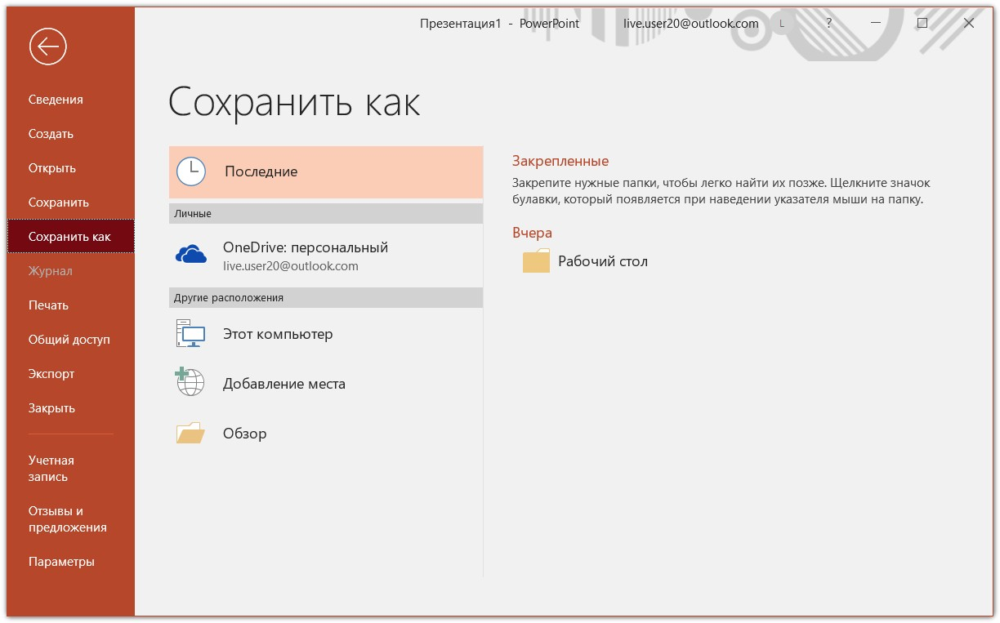 Презентация1 - PowerPoint
live.user20@outlook.com
L
?
Сведения
Создать
Открыть
Сохранить
Сохранить как
Журнал
Печать
Общий доступ
Экспорт
Закрыть
Учетная
запись
Отзывы и
предложения
Параметры
Сохранить как
Последние
Личные
OneDrive: персональный
live.user20@outlook.com
Другие расположения
Этот компьютер
Добавление места
Обзор
Закрепленные
Закрепите нужные папки, чтобы легко найти их позже. Щелкните значок
булавки, который появляется при наведении указателя мыши на папку.
Вчера
Рабочий стол